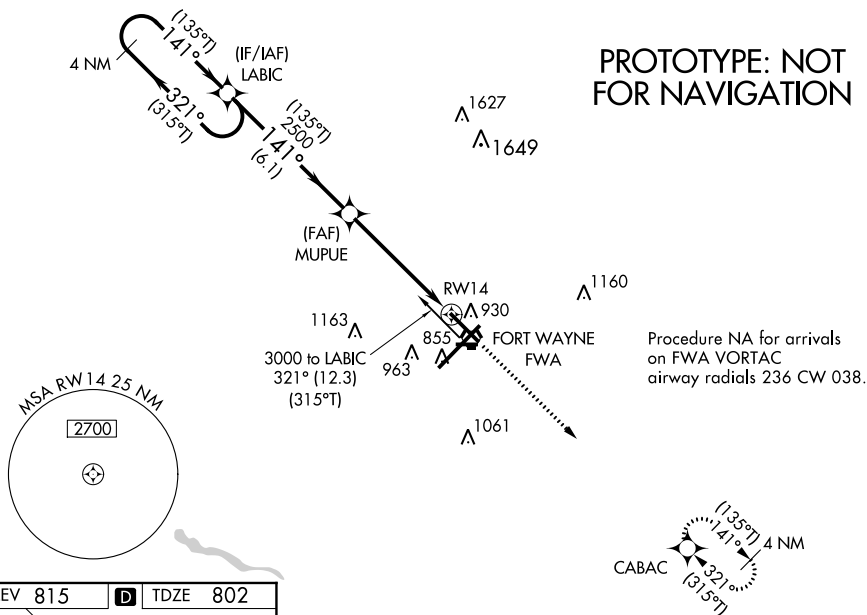 (135°T)
141°
4 NM
321°
(315°T)
(IF/IAF)
LABIC
(135°T)
2500
141°
(6.1)
PROTOTYPE: NOT
FOR NAVIGATION
1627
1649
(FAF)
MUPUE
RW14
930
1160
1163
855
963
FORT WAYNE
FWA
3000 to LABIC
321° (12.3)
(315°T)
Procedure NA for arrivals
on FWA VORTAC
airway radials 236 CW 038.
1061
MSA RW14 25 NM
2700
(135°T)
141°
4 NM
CABAC
321°
(315°T)
EV 815 D TDZE 802